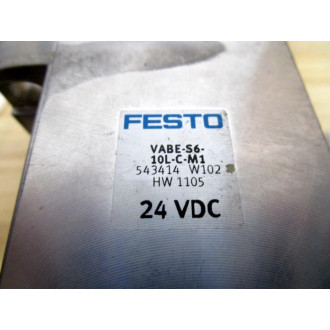 FESTO
VABE-S6-
10L-C-M1
543414 W102
HW 1105
24 VDC